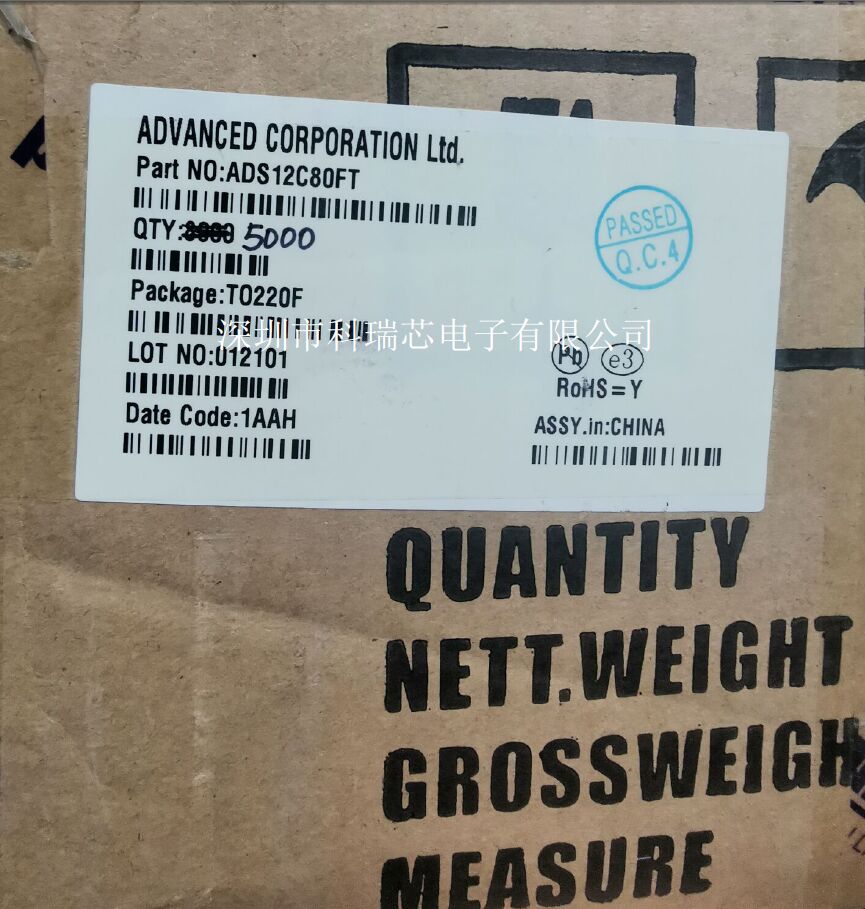 ADVANCED CORPORATION Ltd.
Part NO:ADS12C80FT
PASSED
Q.C.4
QTY: 5000
Package:TO220F
深圳市科瑞芯电子有限公司
LOT NO:012101
Pb
e3
RoHS=Y
Date Code:1AAH
ASSY.in:CHINA
QUANTITY
NETT.WEIGHT
GROSSWEIGH
MEASURE